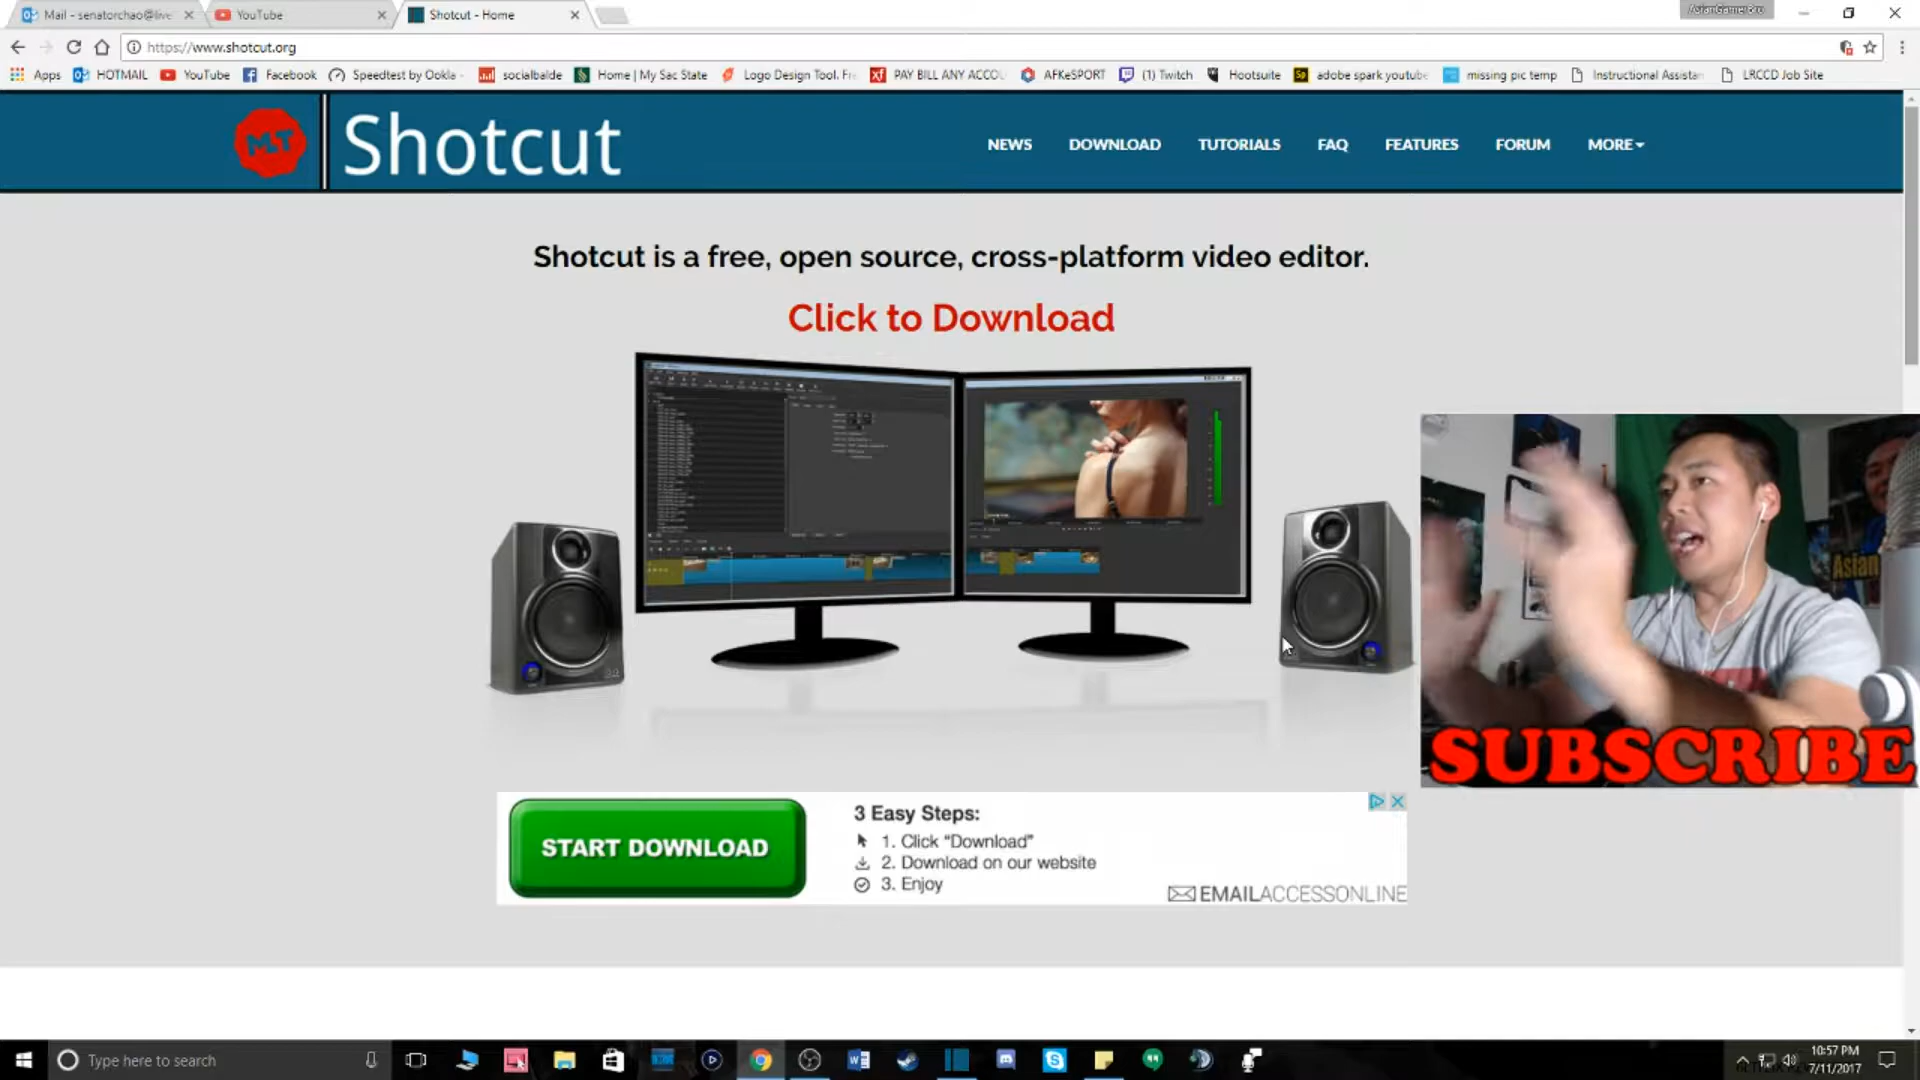 Mail - senatorchao@live
YouTube
Shotcut - Home
AsianGamerBro
https://www.shotcut.org
Apps HOTMAIL YouTube Facebook Speedtest by Ookla - socialbalde Home | My Sac State Logo Design Tool. Fr PAY BILL ANY ACCOU AFKeSPORT (1) Twitch Hootsuite adobe spark youtube missing pic temp Instructional Assistan LRCCD Job Site
MLT
Shotcut
NEWS DOWNLOAD TUTORIALS FAQ FEATURES FORUM MORE
Shotcut is a free, open source, cross-platform video editor.
Click to Download
Asian
SUBSCRIBE
START DOWNLOAD
3 Easy Steps:
1. Click “Download”
2. Download on our website
3. Enjoy
EMAILACCESSONLINE
Type here to search
10:57 PM
7/11/2017